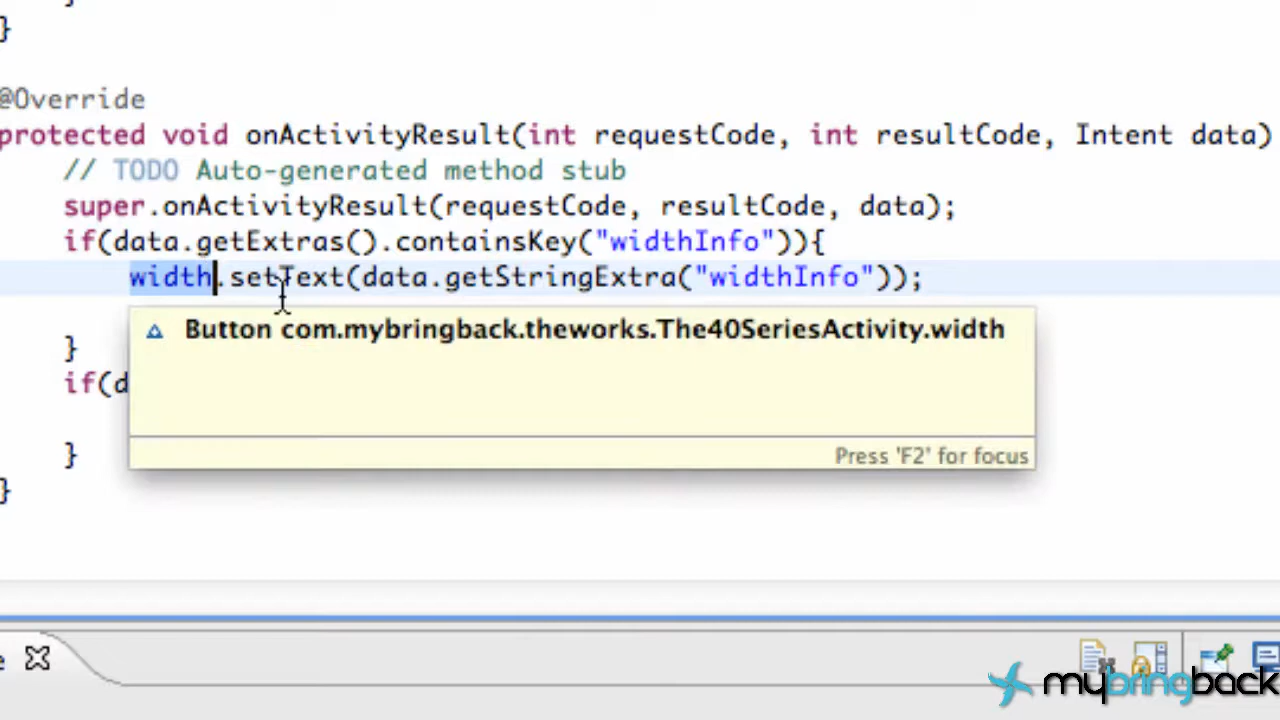 }
@Override
protected void onActivityResult(int requestCode, int resultCode, Intent data)
// TODO Auto-generated method stub
super.onActivityResult(requestCode, resultCode, data);
if(data.getExtras().containsKey("widthInfo")){
width.setText(data.getStringExtra("widthInfo"));
Button com.mybringback.theworks.The40SeriesActivity.width
}
if(d
}
Press 'F2' for focus
}
e
mybringback